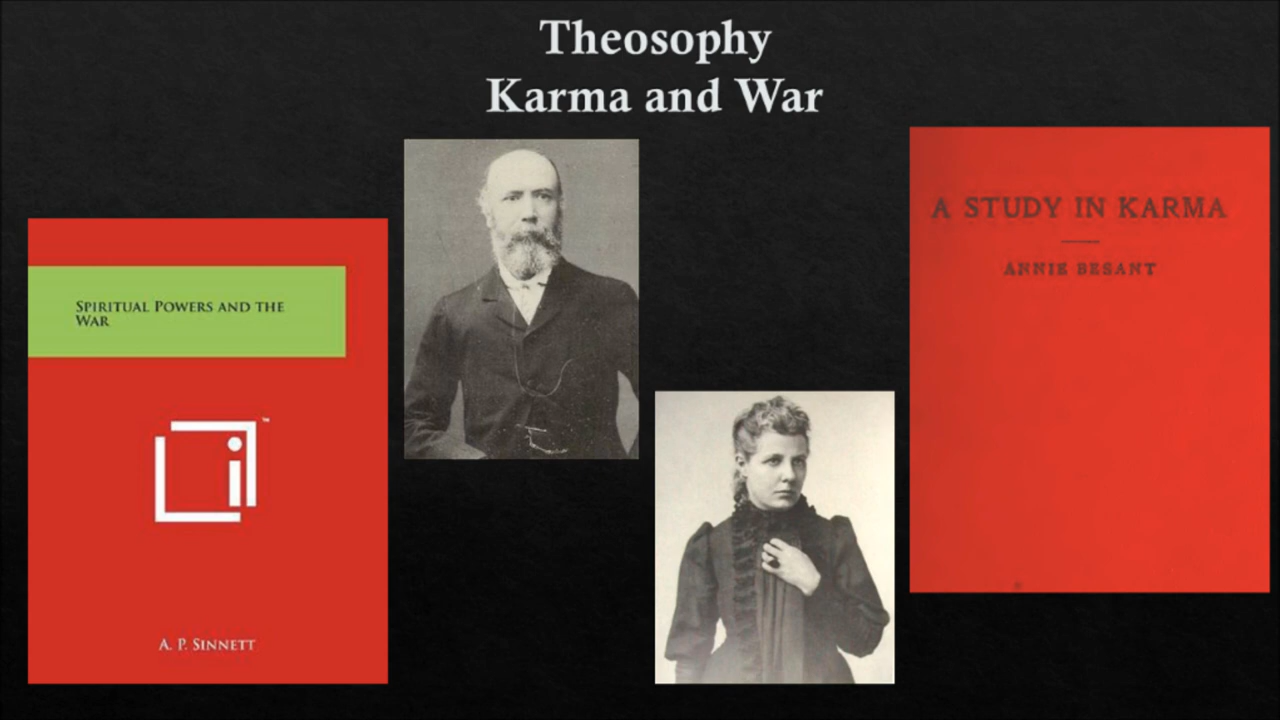 Theosophy
Karma and War
SPIRITUAL POWERS AND THE
WAR
A. P. SINNETT
A STUDY IN KARMA
ANNIE BESANT